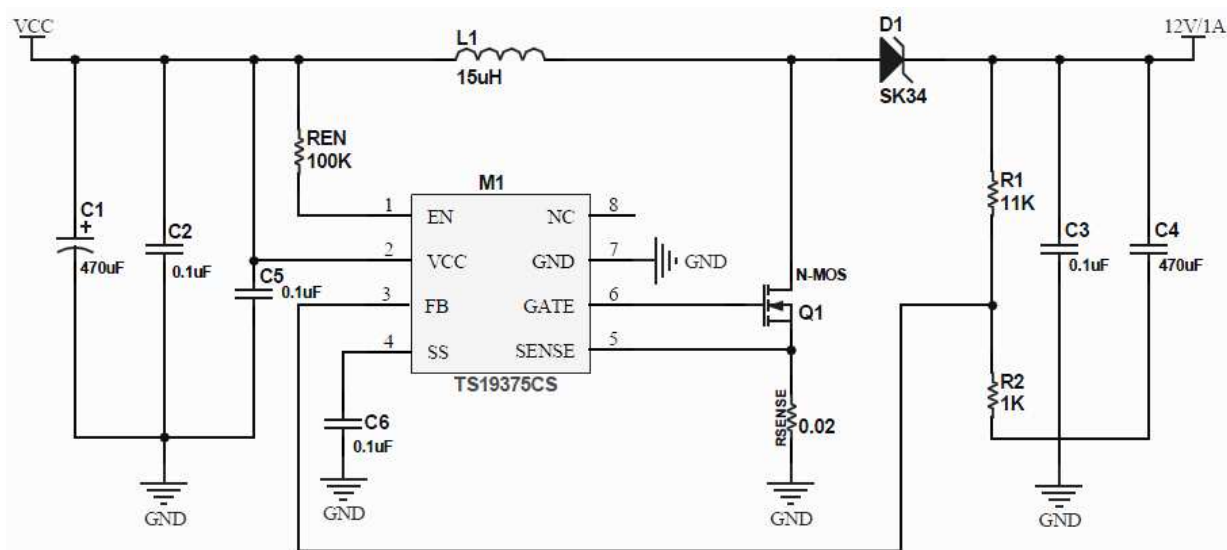 VCC
L1
15uH
D1
SK34
12V/1A
REN
100K
M1
1
EN
NC
8
2
VCC
GND
7
GND
3
FB
GATE
6
4
SS
SENSE
5
TS19375CS
C1
+
470uF
C2
0.1uF
C5
0.1uF
C6
0.1uF
N-MOS
Q1
RSENSE
0.02
R1
11K
R2
1K
C3
0.1uF
C4
470uF
GND
GND
GND
GND